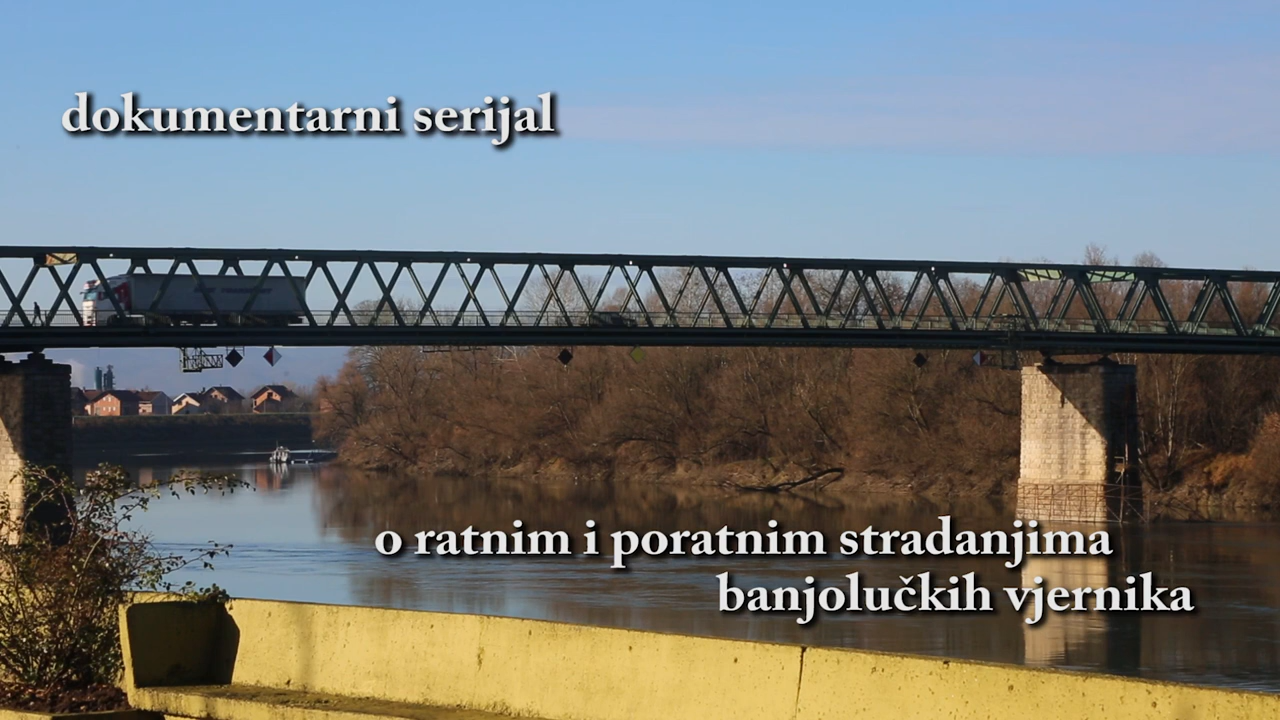 dokumentarni serijal
o ratnim i poratnim stradanjima
banjolučkih vjernika